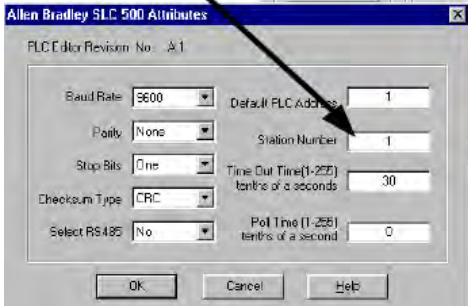 Allen Bradley SLC 500 Attributes
PLC Editor Revision No. A.1
Baud Rate 9600
Parity None
Stop Bits One
Checksum Type CRC
Select RS485 No
Default PLC Address 1
Station Number 1
Time Out Time(1-255)
tenths of a seconds 30
Poll Time (1-255)
tenths of a second 0
OK Cancel Help